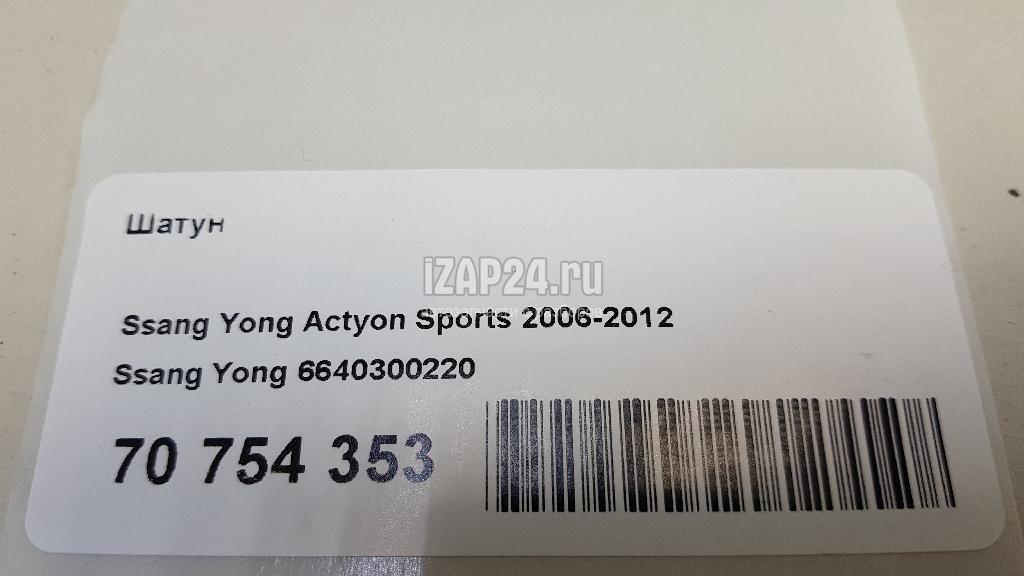 Шатун
iZAP24.ru
Ssang Yong Actyon Sports 2006-2012
Ssang Yong 6640300220
70 754 353